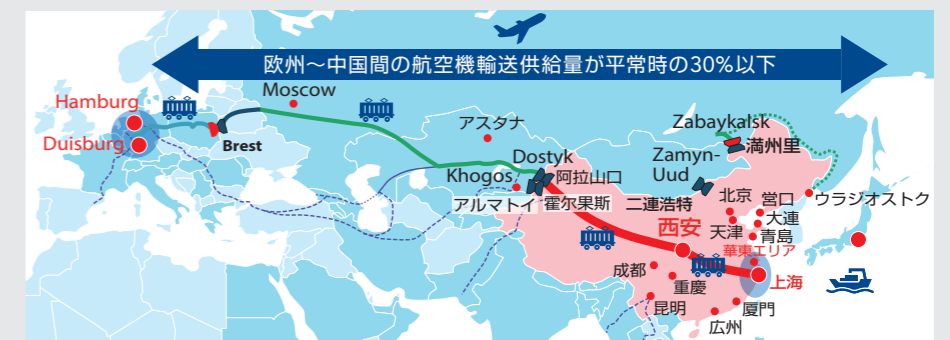 欧州～中国間の航空機輸送供給量が平常時の30%以下
Moscow
Hamburg
Duisburg
Brest
アスタナ
Zabaykalsk
満州里
Dostyk
Khogos
阿拉山口
Zamyn-
Uud
アルマトイ
霍尔果斯
二連浩特
北京
営口
ウラジオストク
大連
西安
天津
青島
華東エリア
成都
上海
重慶
昆明
厦門
広州